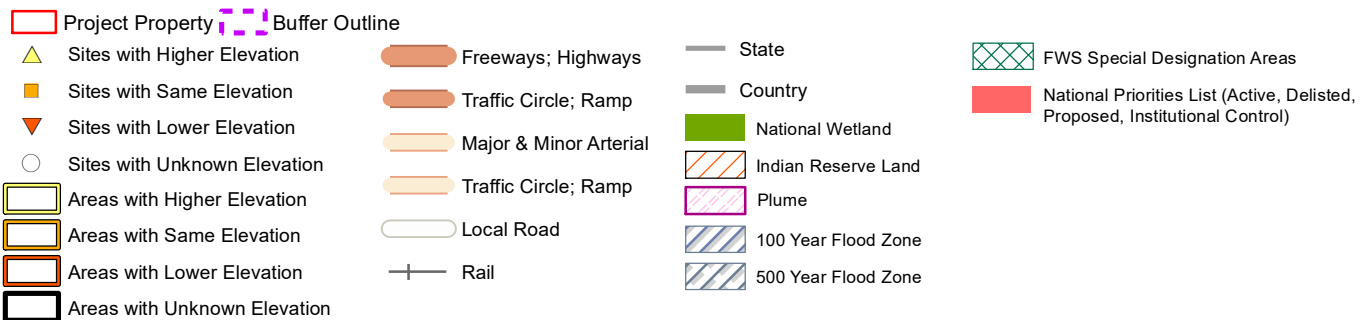 Project Property
Buffer Outline
Sites with Higher Elevation
Sites with Same Elevation
Sites with Lower Elevation
Sites with Unknown Elevation
Areas with Higher Elevation
Areas with Same Elevation
Areas with Lower Elevation
Areas with Unknown Elevation
Freeways; Highways
Traffic Circle; Ramp
Major & Minor Arterial
Traffic Circle; Ramp
Local Road
Rail
State
Country
National Wetland
Indian Reserve Land
Plume
100 Year Flood Zone
500 Year Flood Zone
FWS Special Designation Areas
National Priorities List (Active, Delisted,
Proposed, Institutional Control)